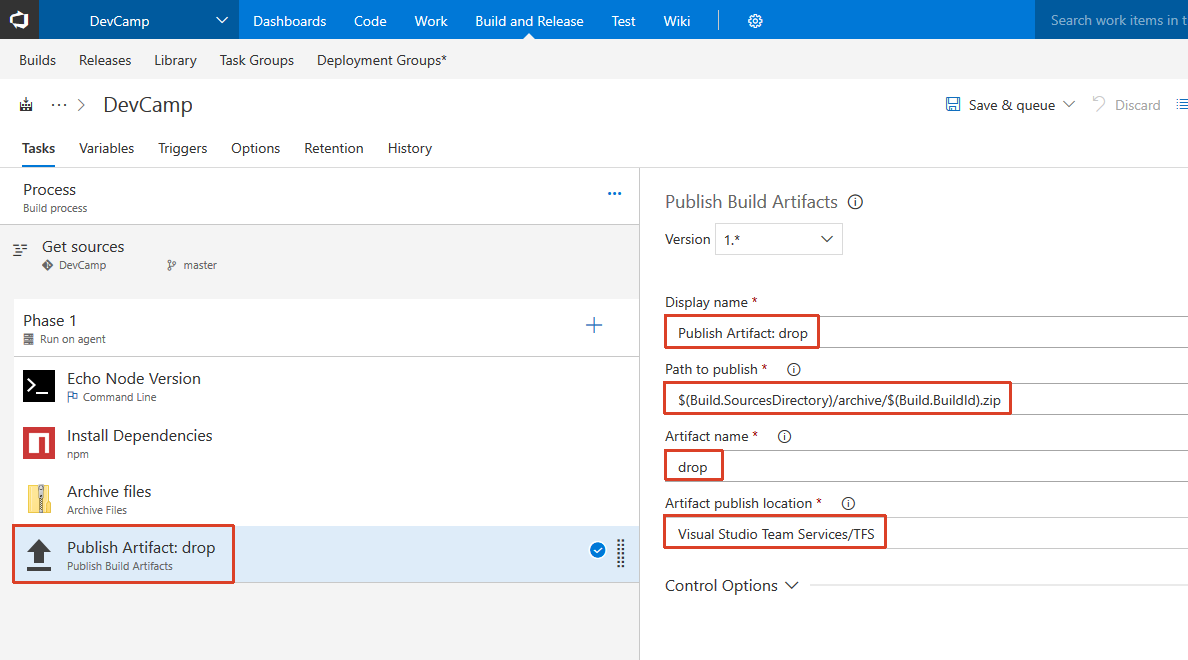 DevCamp Dashboards Code Work Build and Release Test Wiki Search work items in t
Builds Releases Library Task Groups Deployment Groups*
... > DevCamp Save & queue Discard
Tasks Variables Triggers Options Retention History
Process ...
Build process
Get sources
DevCamp master
Phase 1
Run on agent
Echo Node Version
Command Line
Install Dependencies
npm
Archive files
Archive Files
Publish Artifact: drop
Publish Build Artifacts
Publish Build Artifacts
Version 1.*
Display name *
Publish Artifact: drop
Path to publish *
$(Build.SourcesDirectory)/archive/$(Build.BuildId).zip
Artifact name *
drop
Artifact publish location *
Visual Studio Team Services/TFS
Control Options